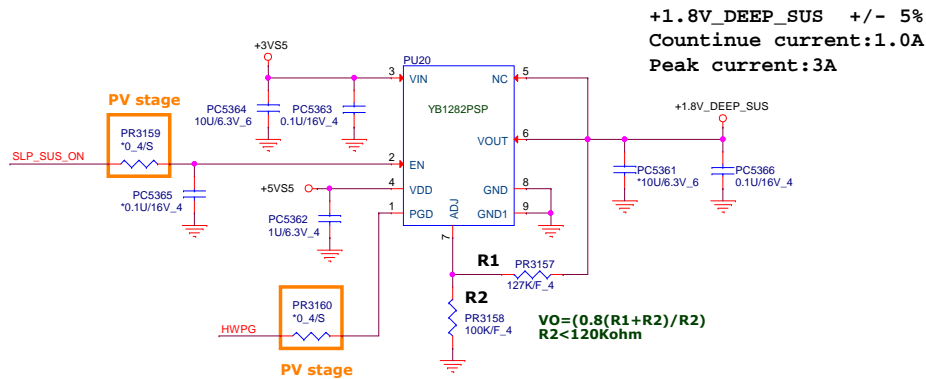 +1.8V_DEEP_SUS +/- 5%
Countinue current:1.0A
Peak current:3A
+3VS5
PU20
3
VIN
NC
5
PC5364
10U/6.3V_6
PC5363
0.1U/16V_4
YB1282PSP
+1.8V_DEEP_SUS
PV stage
PR3159
*0_4/S
VOUT
6
SLP_SUS_ON
2
EN
PC5361
*10U/6.3V_6
PC5366
0.1U/16V_4
PC5365
*0.1U/16V_4
+5VS5
4
VDD
GND
8
PC5362
1U/6.3V_4
1
PGD
ADJ
GND1
9
7
R1
PR3157
127K/F_4
R2
PR3160
*0_4/S
PR3158
100K/F_4
HWPG
VO=(0.8(R1+R2)/R2)
R2<120Kohm
PV stage